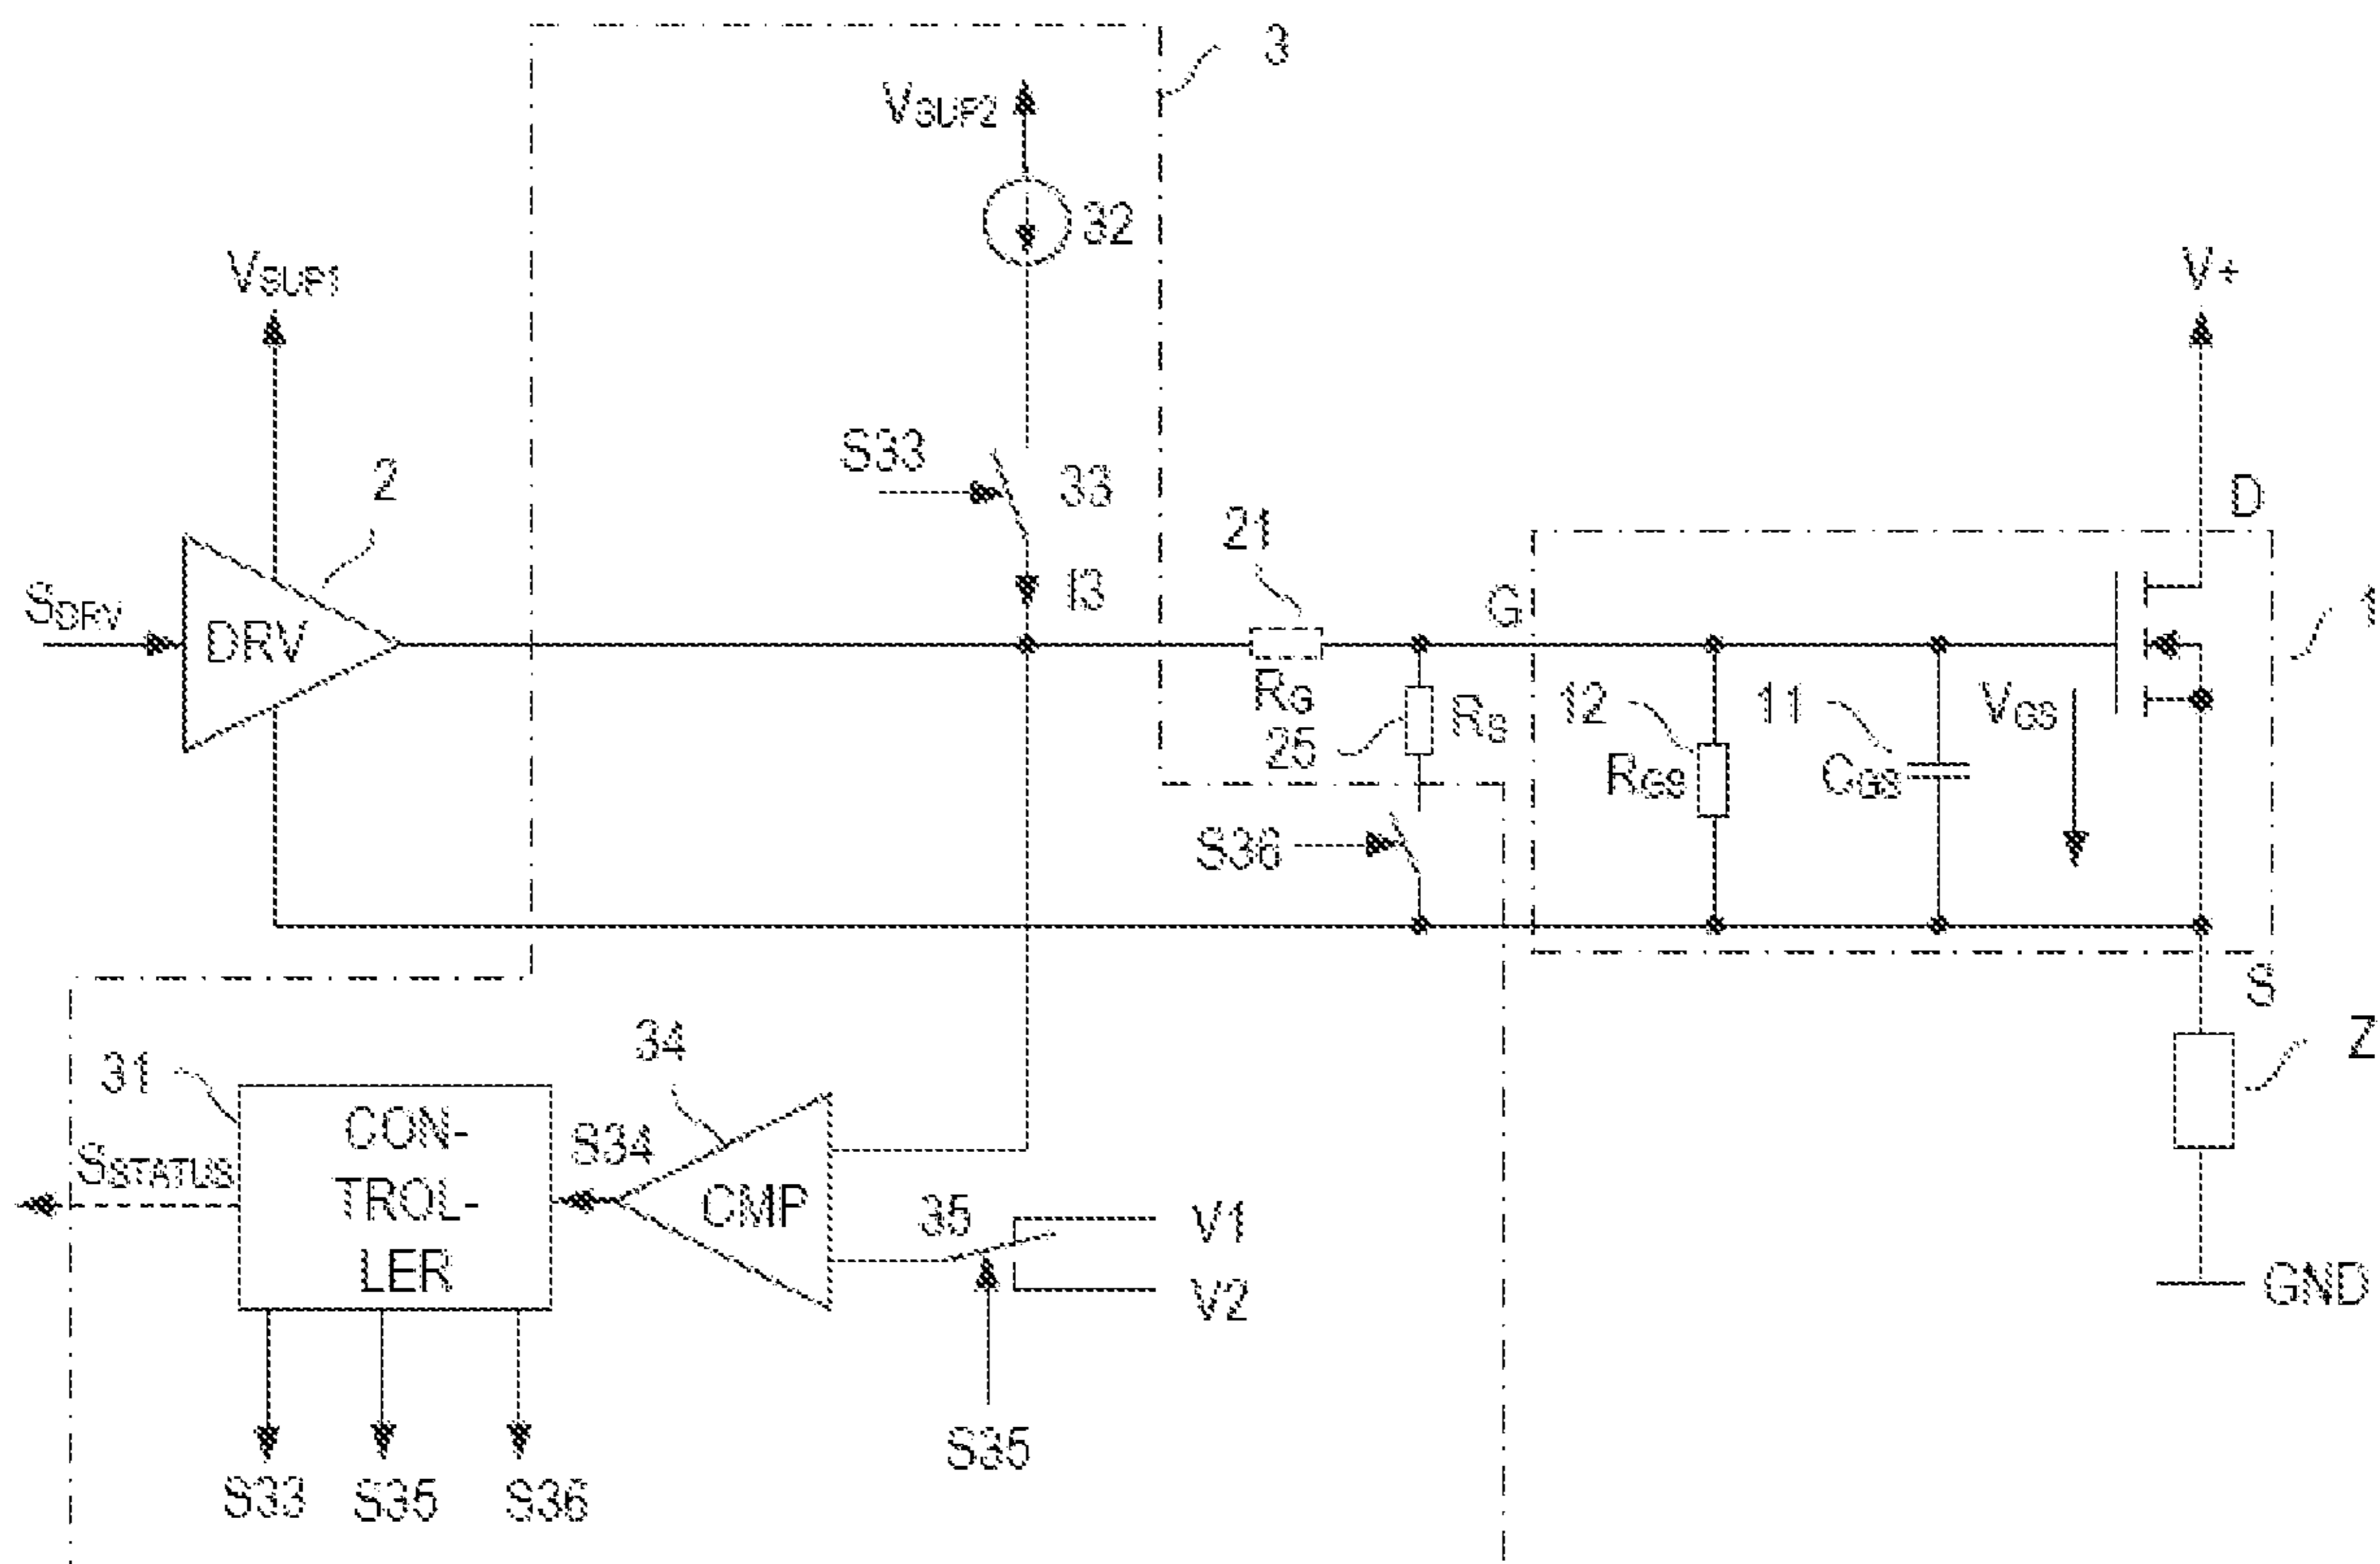 3
VSUP2
32
VSUP1
V+
S33
33
2
D
21
I3
G
SDRV
DRV
1
RG
RS
25
12
11
VGS
RGS
CGS
S36
S
34
Z
31
CON-
TROL-
LER
S34
SSTATUS
CMP
35
V1
V2
GND
S35
S33
S35
S36